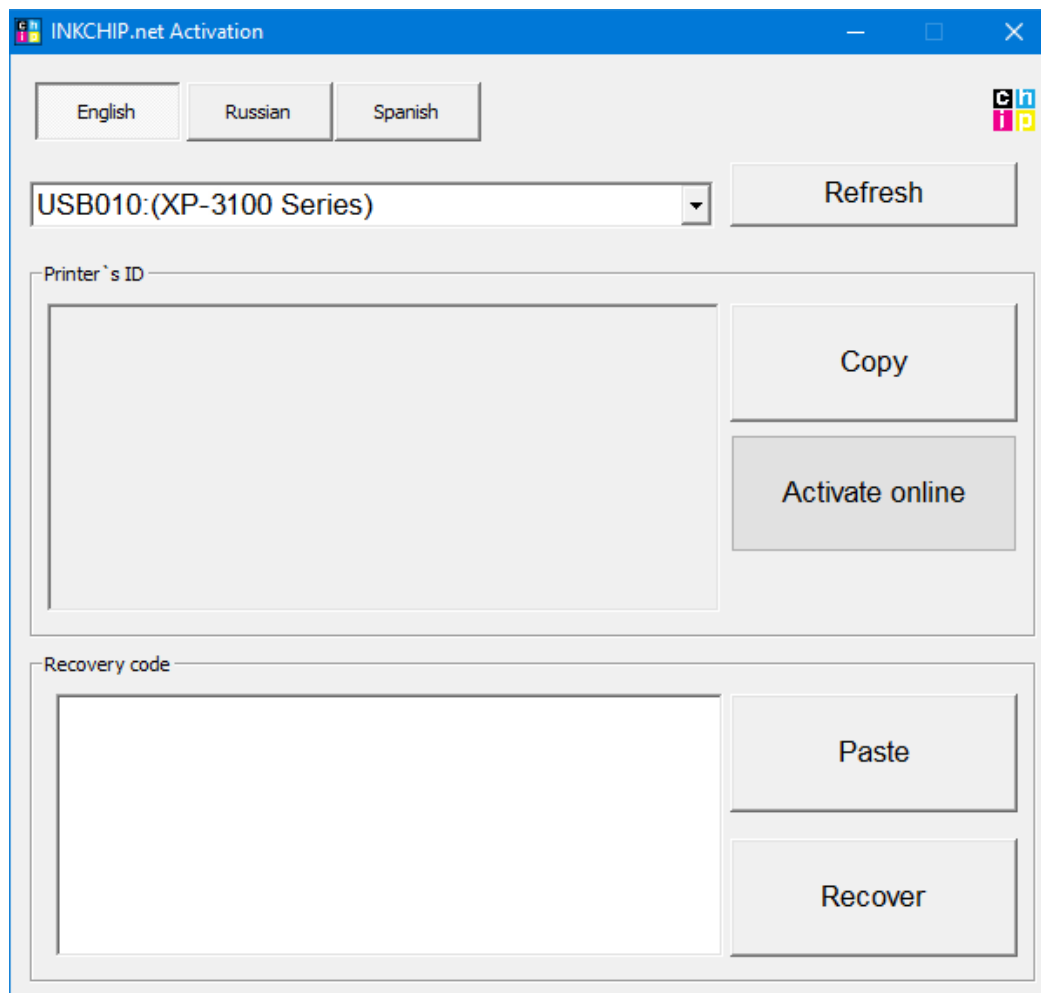 INKCHIP.net Activation
English
Russian
Spanish
chip
USB010:(XP-3100 Series)
Refresh
Printer`s ID
Copy
Activate online
Recovery code
Paste
Recover